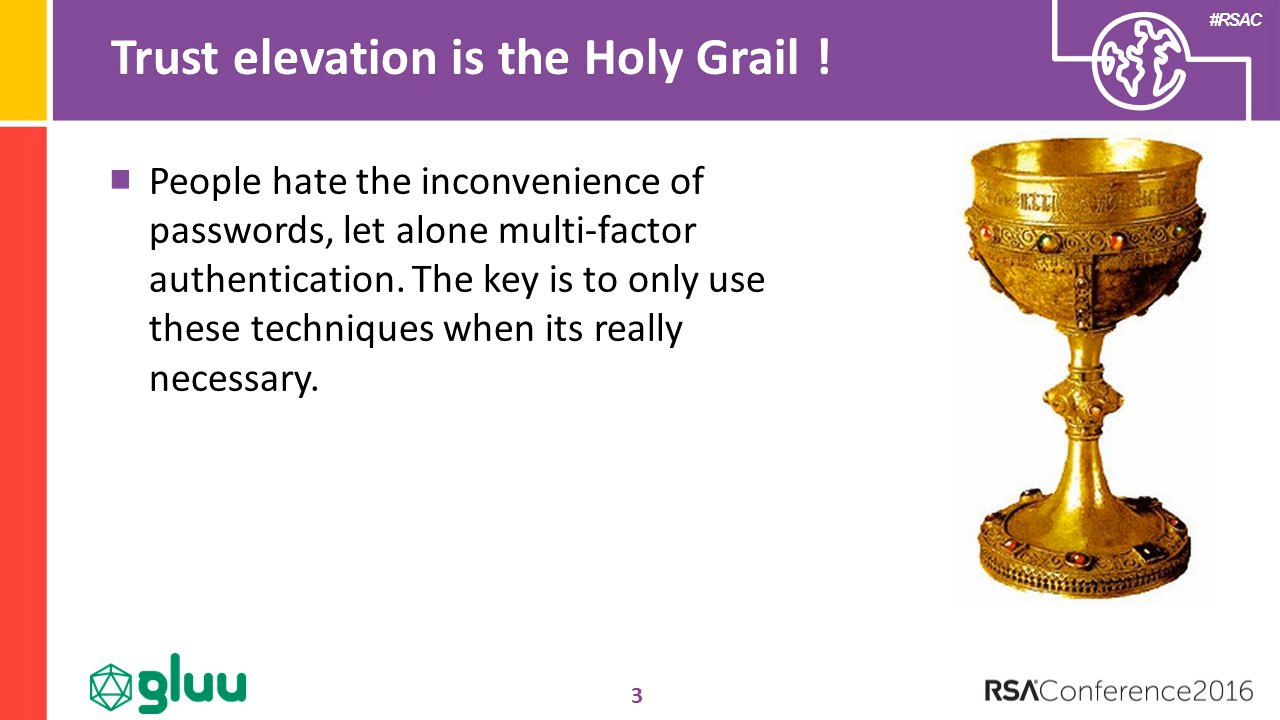 #RSAC
Trust elevation is the Holy Grail !
People hate the inconvenience of
passwords, let alone multi-factor
authentication. The key is to only use
these techniques when its really
necessary.
gluu
3
RSAConference2016